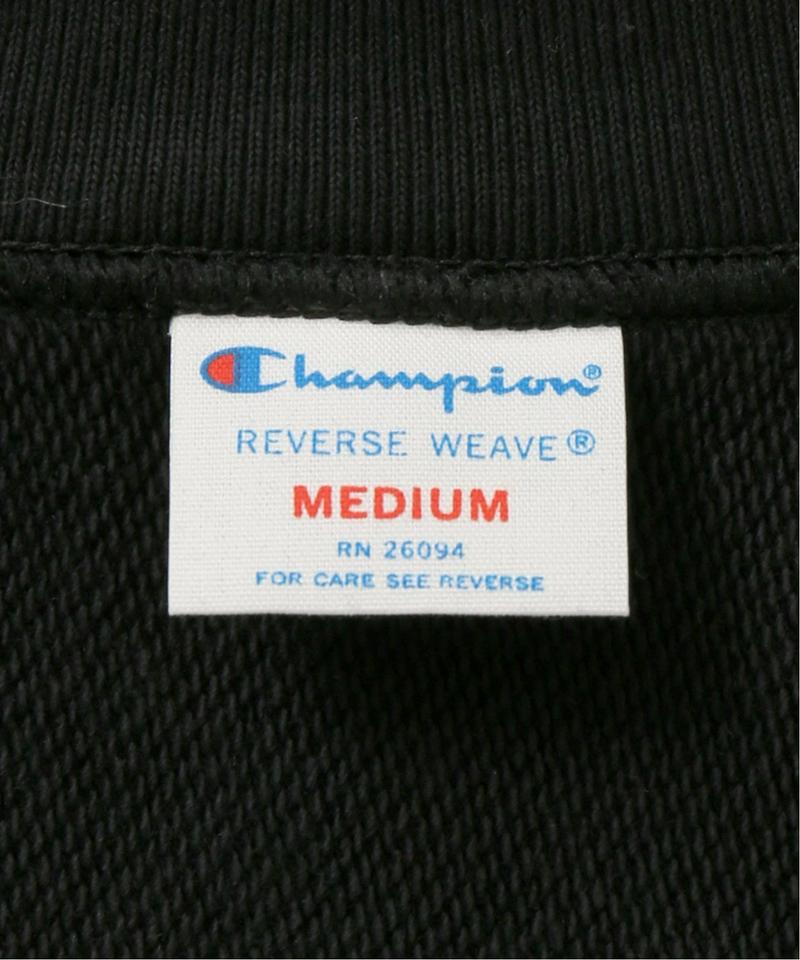 Champion®
REVERSE WEAVE®
MEDIUM
RN 26094
FOR CARE SEE REVERSE